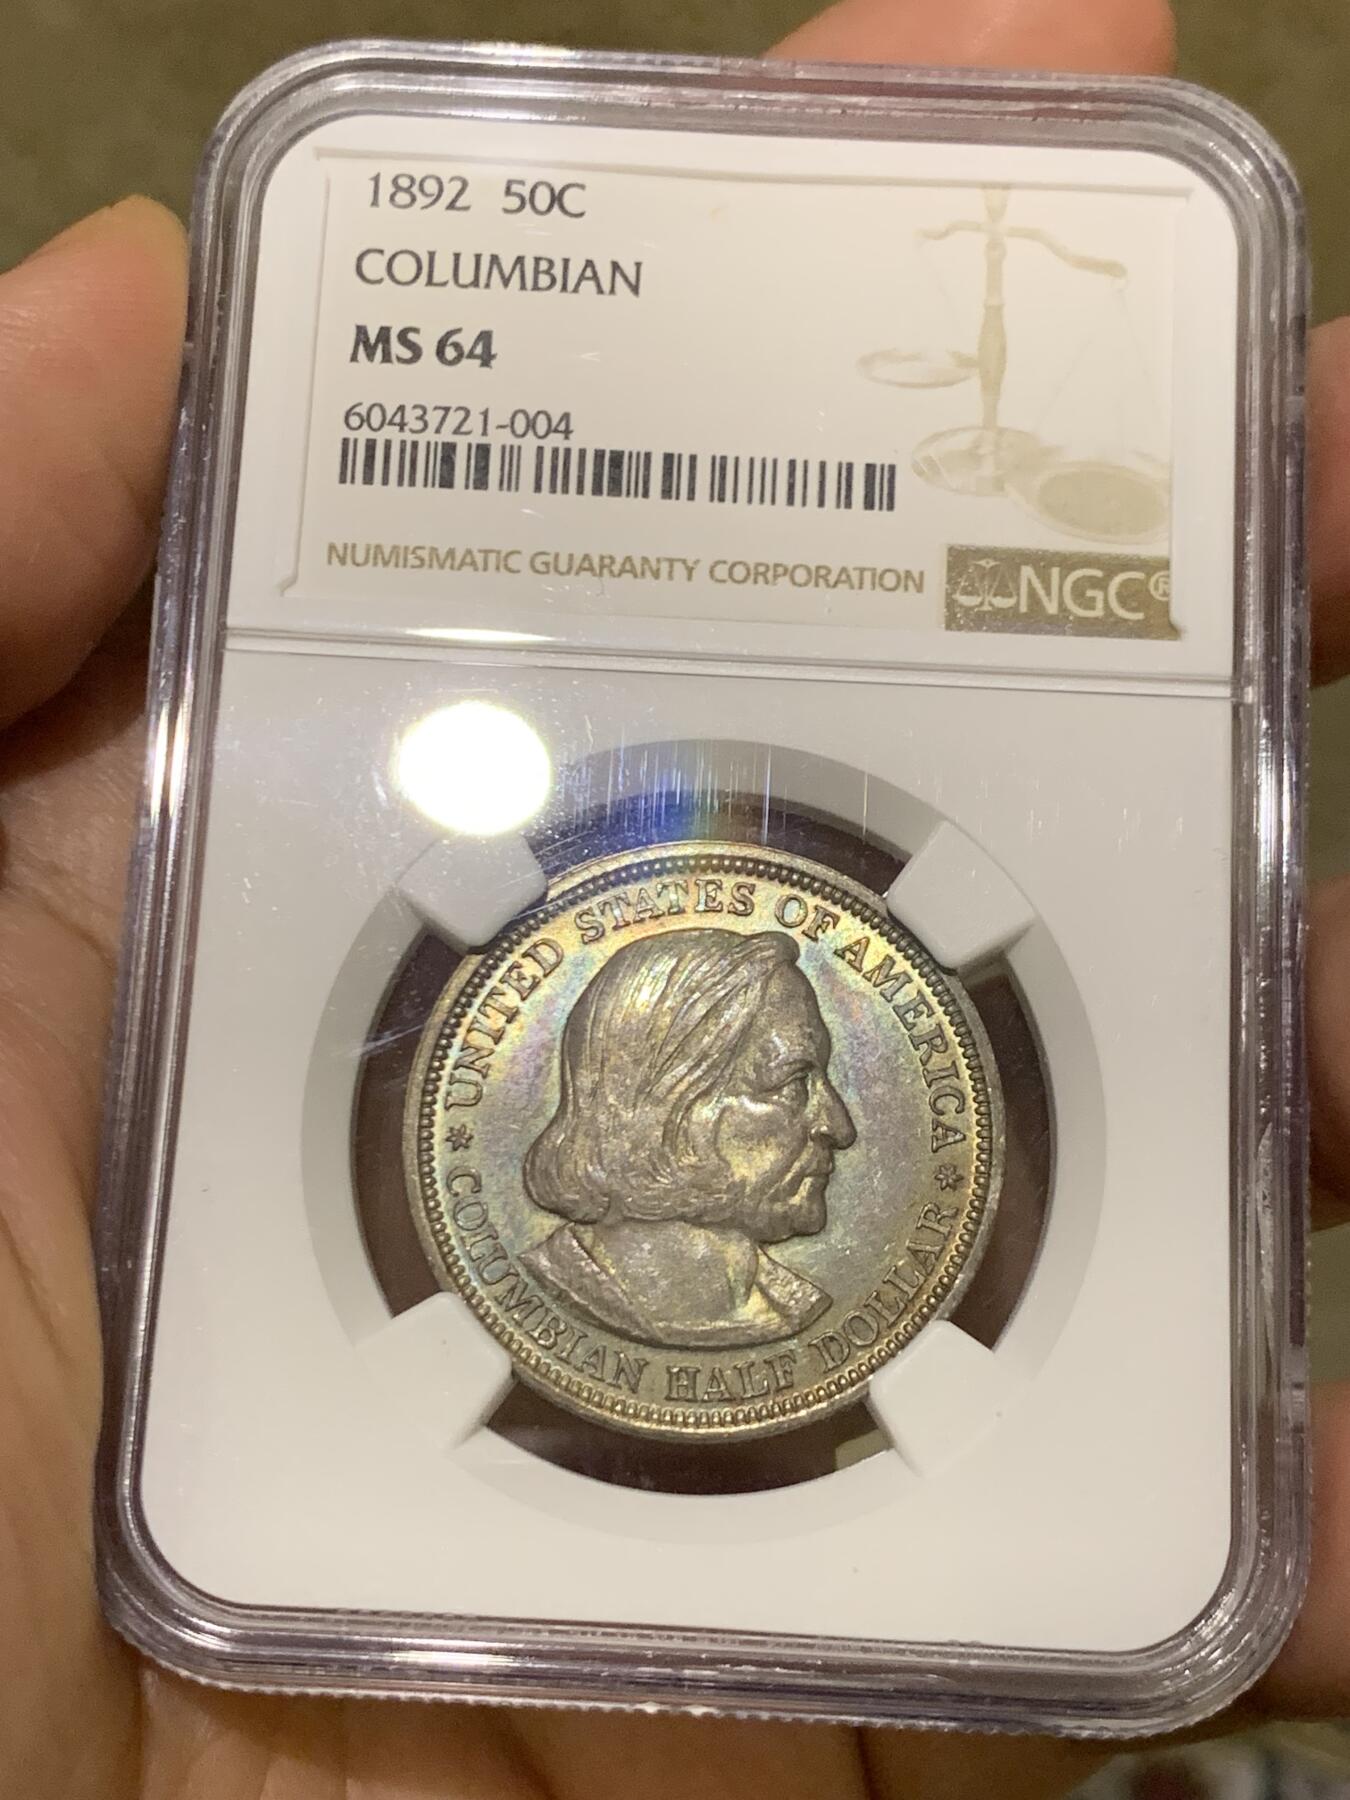 1892 50C
COLUMBIAN
MS 64
6043721-004
NUMISMATIC GUARANTY CORPORATION
NGC®
UNITED STATES OF AMERICA
* COLUMBIAN HALF DOLLAR *